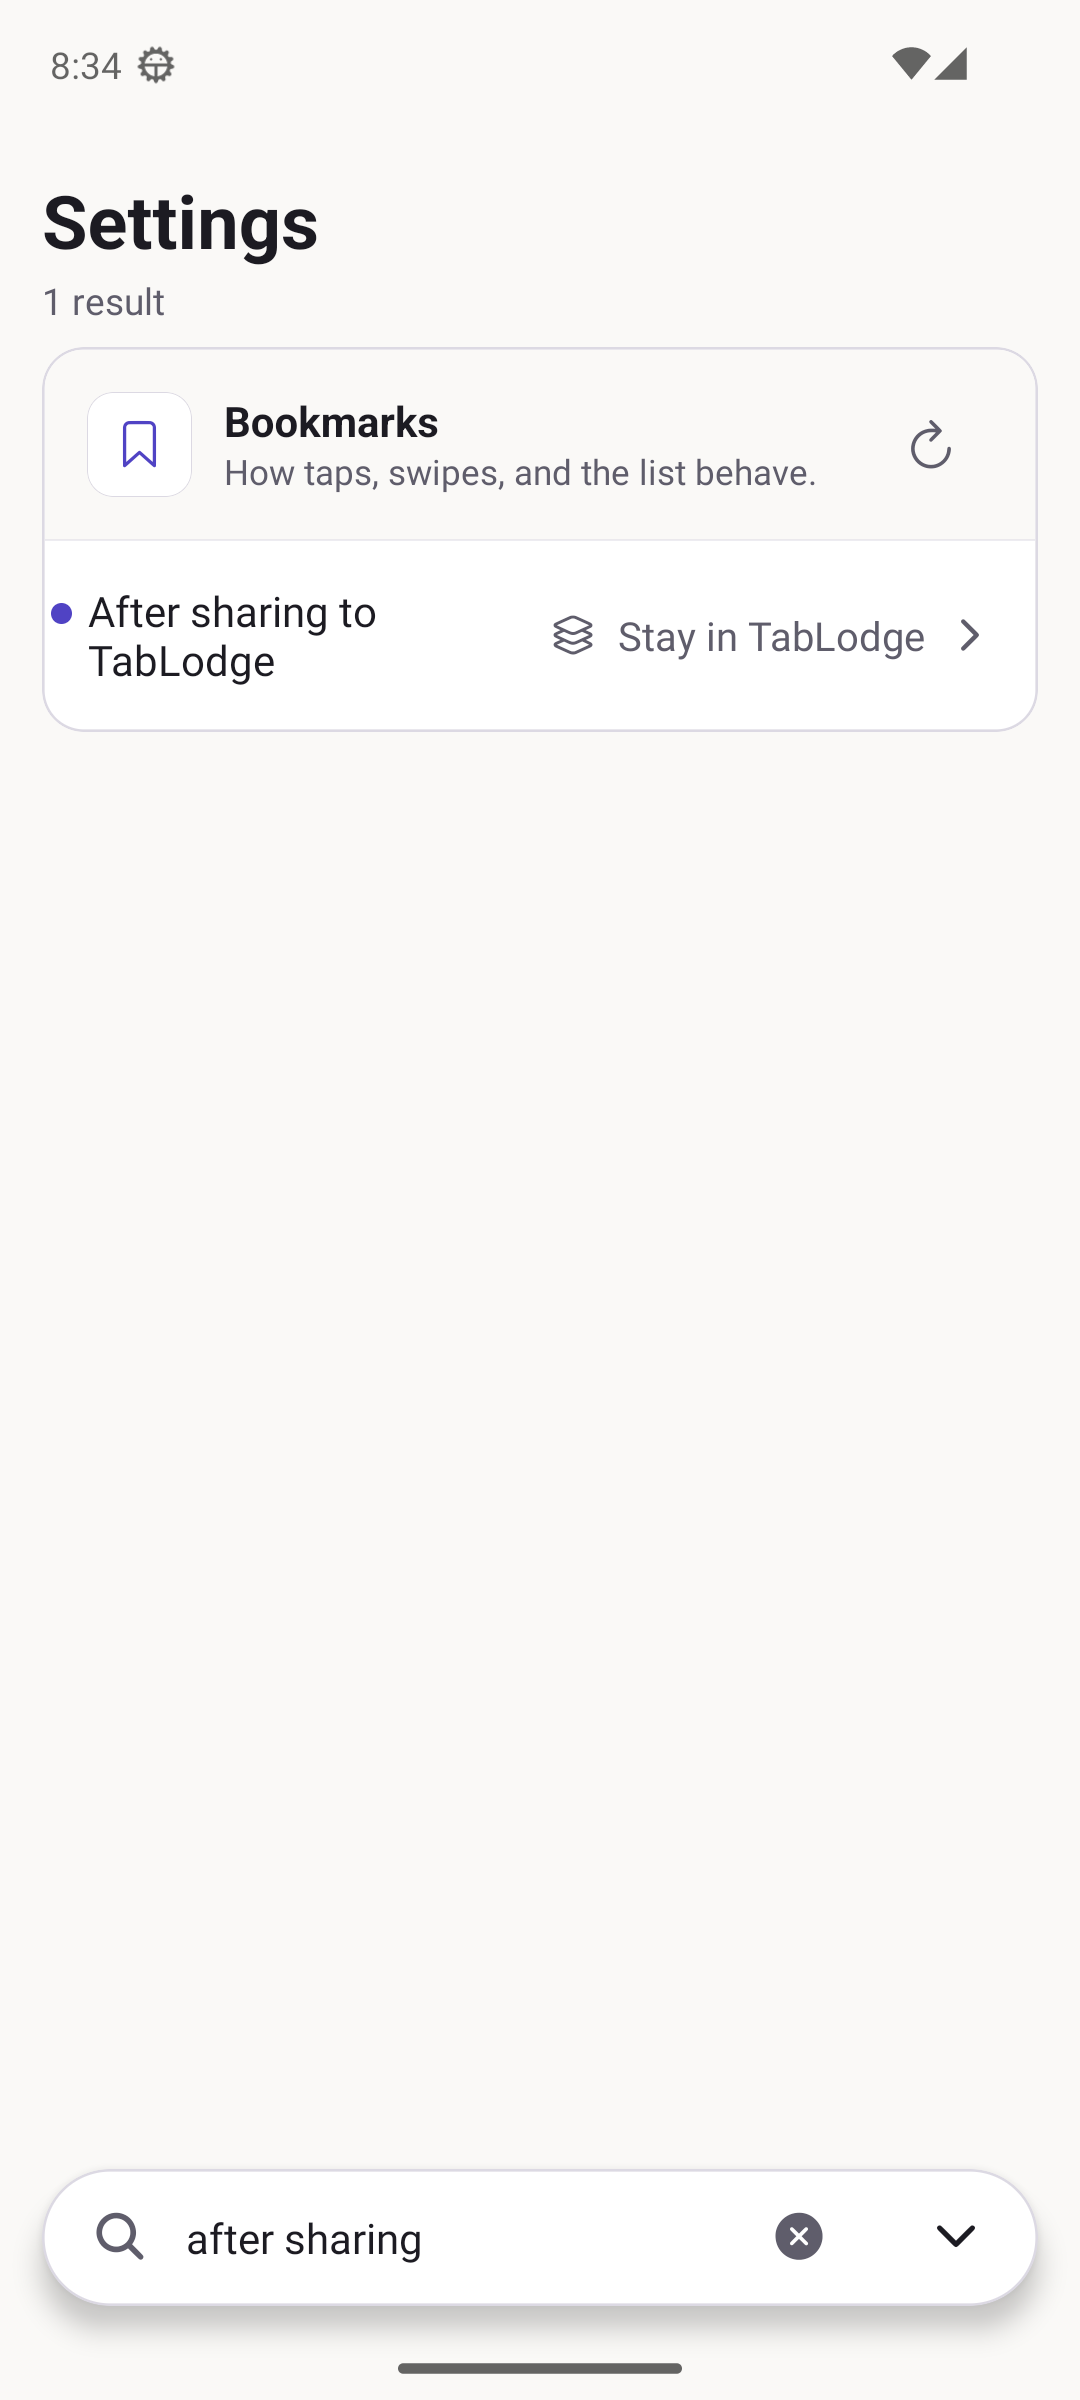 8:34
Settings
1 result
Bookmarks
How taps, swipes, and the list behave.
After sharing to
TabLodge
Stay in TabLodge
after sharing